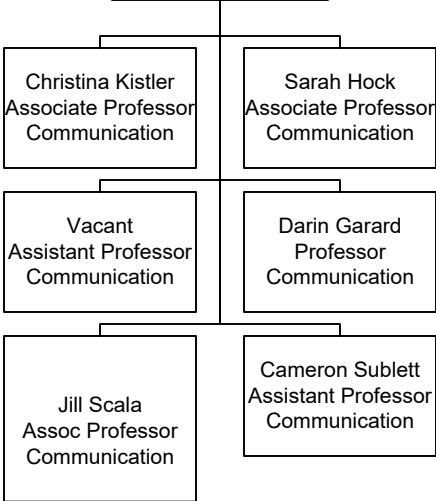 Christina Kistler
Associate Professor
Communication
Sarah Hock
Associate Professor
Communication
Vacant
Assistant Professor
Communication
Darin Garard
Professor
Communication
Jill Scala
Assoc Professor
Communication
Cameron Sublett
Assistant Professor
Communication